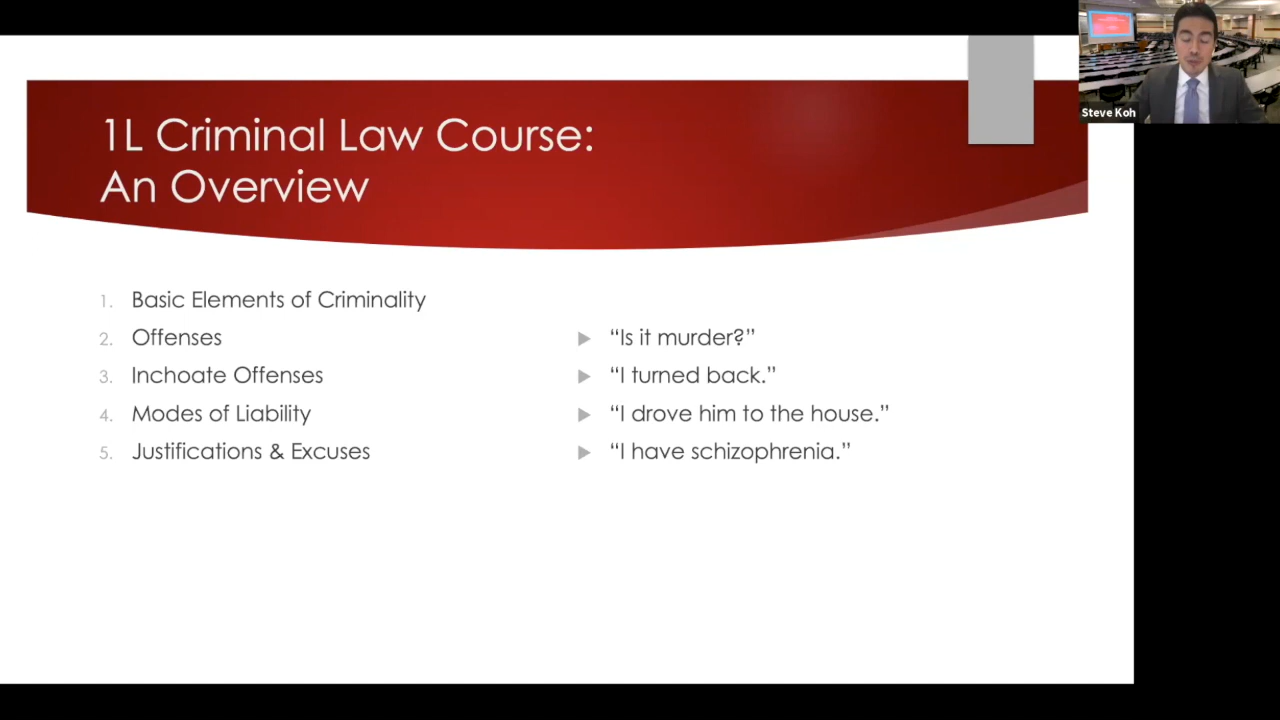 1L Criminal Law Course:
An Overview
1. Basic Elements of Criminality
2. Offenses
"Is it murder?"
3. Inchoate Offenses
"I turned back."
4. Modes of Liability
"I drove him to the house."
5. Justifications & Excuses
"I have schizophrenia."
Steve Koh